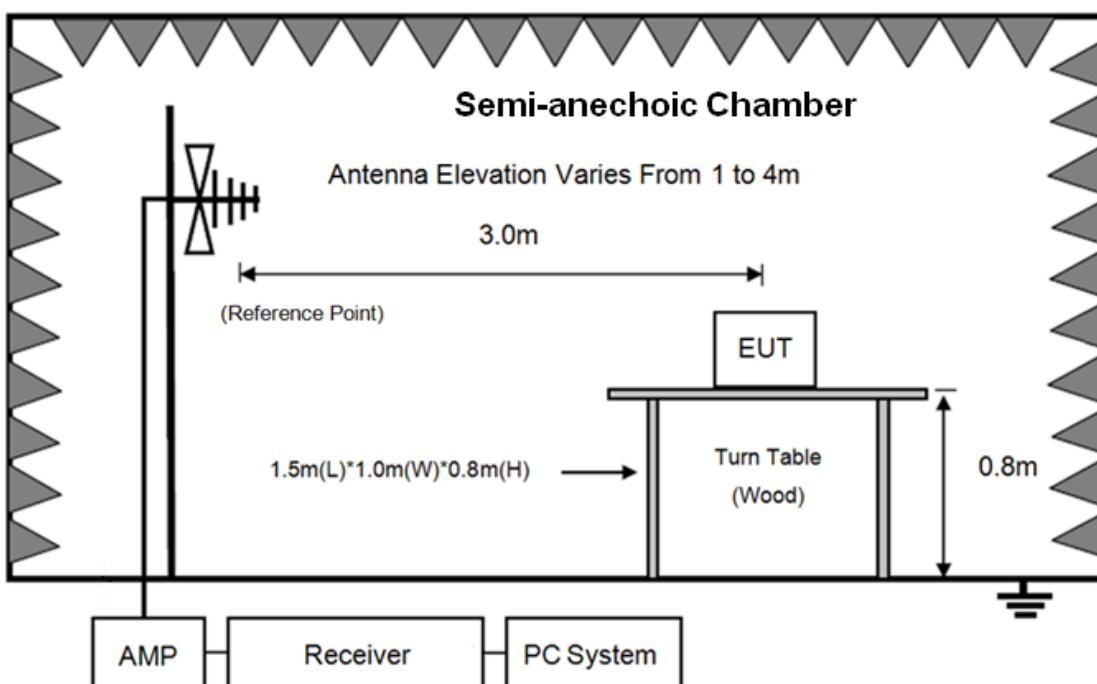 Semi-anechoic Chamber
Antenna Elevation Varies From 1 to 4m
3.0m
(Reference Point)
EUT
1.5m(L)*1.0m(W)*0.8m(H)
Turn Table
(Wood)
0.8m
AMP
Receiver
PC System